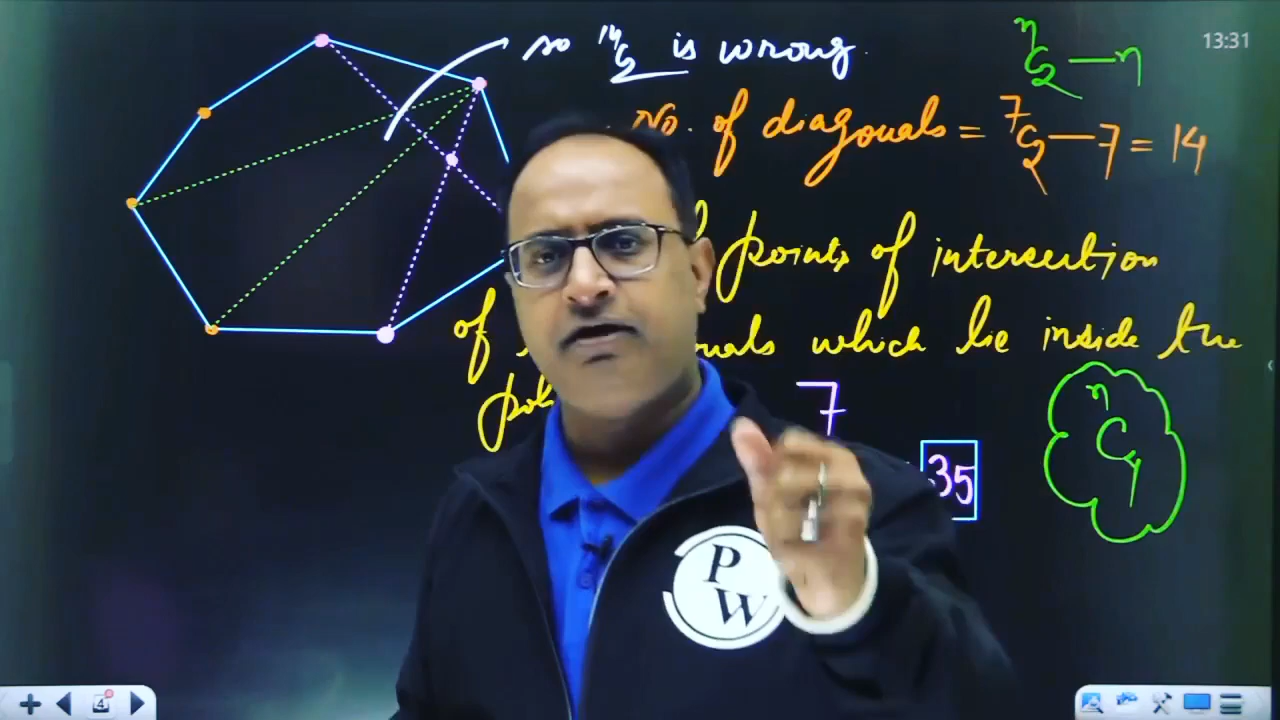 so ¹⁴C₂ is wrong.
ⁿC₂ — n
13:31
No. of diagonals = ⁷C₂ — 7 = 14
points of intersection
of
which lie inside the
7
35
ⁿC₄
P
W
4